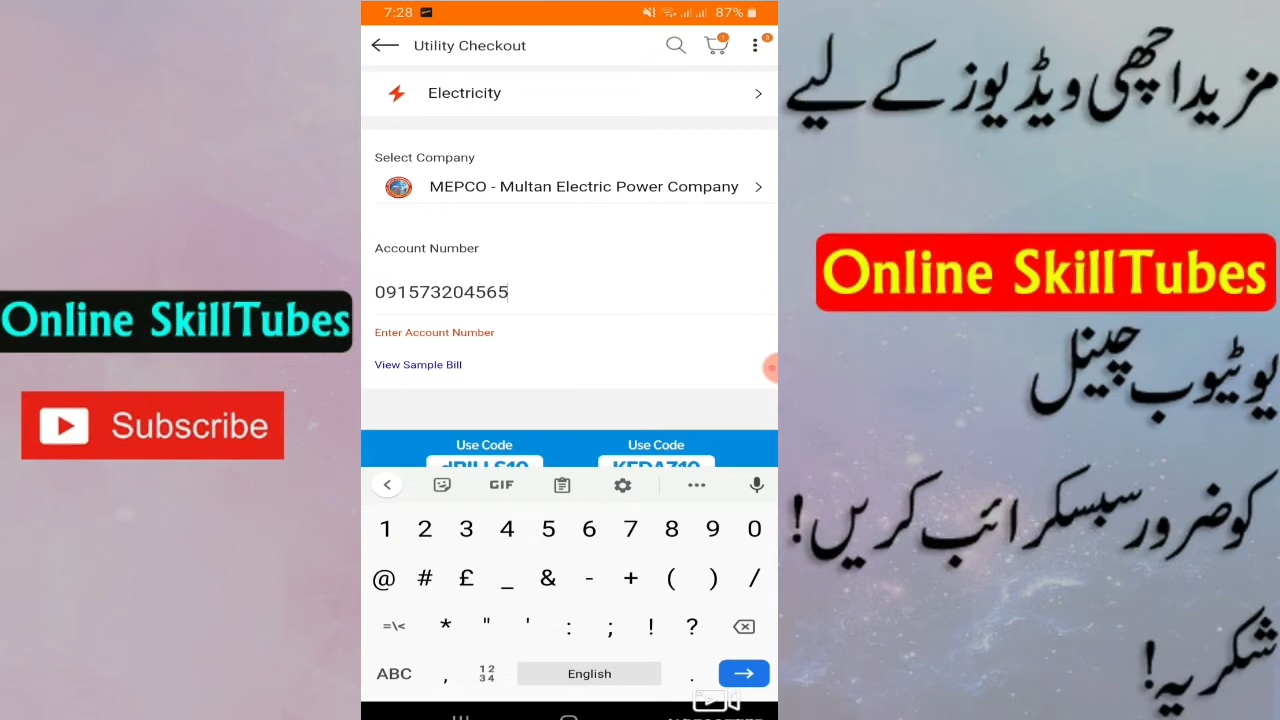 Online SkillTubes
Subscribe
7:28
87%
Utility Checkout
1
Electricity
Select Company
MEPCO - Multan Electric Power Company
Account Number
091573204565
Enter Account Number
View Sample Bill
Use Code
Use Code
dBILLS10
GIF
1 2 3 4 5 6 7 8 9 0
@ # £ _ & - + ( ) /
=\< * " ' : ; ! ?
ABC , 12 34 English .
مزید اچھی ویڈیوز کے لیے
Online SkillTubes
یوٹیوب چینل
کو ضرور سبسکرائب کریں!
شکریہ!